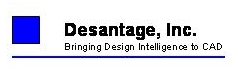 Desantage, Inc.
Bringing Design Intelligence to CAD